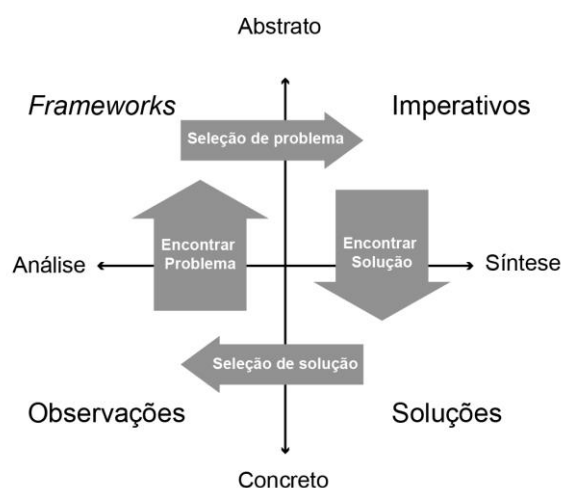 Abstrato
Frameworks
Imperativos
Seleção de problema
Encontrar
Problema
Encontrar
Solução
Análise
Síntese
Seleção de solução
Observações
Soluções
Concreto